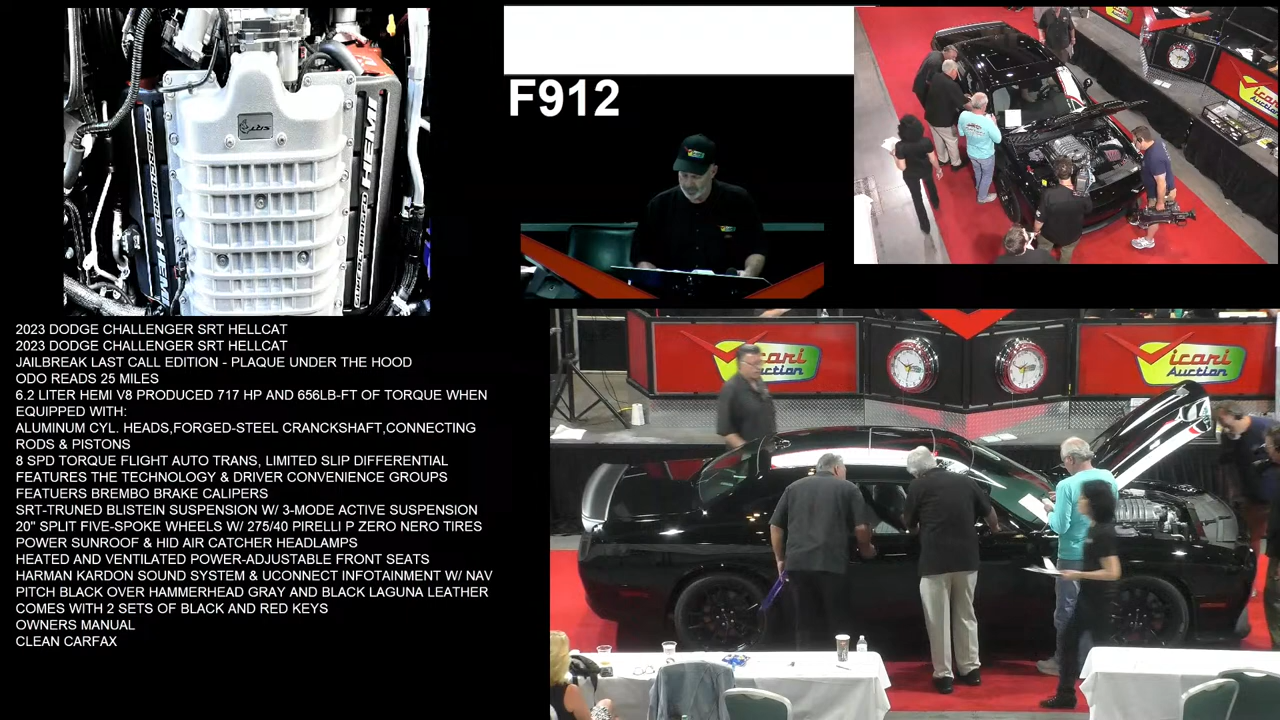 F912
SUPERCHARGED HEMI
SUPERCHARGED HEMI
2023 DODGE CHALLENGER SRT HELLCAT
2023 DODGE CHALLENGER SRT HELLCAT
JAILBREAK LAST CALL EDITION - PLAQUE UNDER THE HOOD
ODO READS 25 MILES
6.2 LITER HEMI V8 PRODUCED 717 HP AND 656LB-FT OF TORQUE WHEN
EQUIPPED WITH:
ALUMINUM CYL. HEADS,FORGED-STEEL CRANCKSHAFT,CONNECTING
RODS & PISTONS
8 SPD TORQUE FLIGHT AUTO TRANS, LIMITED SLIP DIFFERENTIAL
FEATURES THE TECHNOLOGY & DRIVER CONVENIENCE GROUPS
FEATUERS BREMBO BRAKE CALIPERS
SRT-TRUNED BLISTEIN SUSPENSION W/ 3-MODE ACTIVE SUSPENSION
20" SPLIT FIVE-SPOKE WHEELS W/ 275/40 PIRELLI P ZERO NERO TIRES
POWER SUNROOF & HID AIR CATCHER HEADLAMPS
HEATED AND VENTILATED POWER-ADJUSTABLE FRONT SEATS
HARMAN KARDON SOUND SYSTEM & UCONNECT INFOTAINMENT W/ NAV
PITCH BLACK OVER HAMMERHEAD GRAY AND BLACK LAGUNA LEATHER
COMES WITH 2 SETS OF BLACK AND RED KEYS
OWNERS MANUAL
CLEAN CARFAX
Vicari
Auction
Vicari
Auction
Vicari
Auction